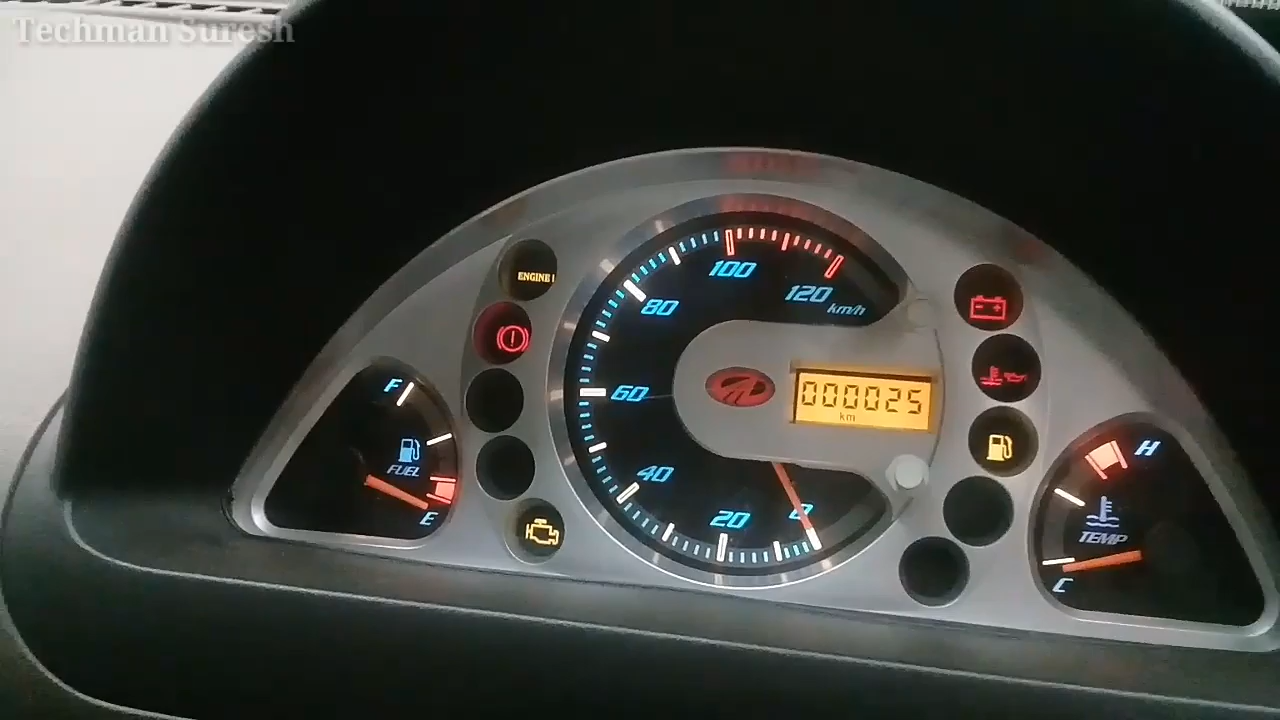 Techman Suresh
ENGINE
100
120
km/h
80
60
40
20
0
000025
km
F
FUEL
E
H
TEMP
C